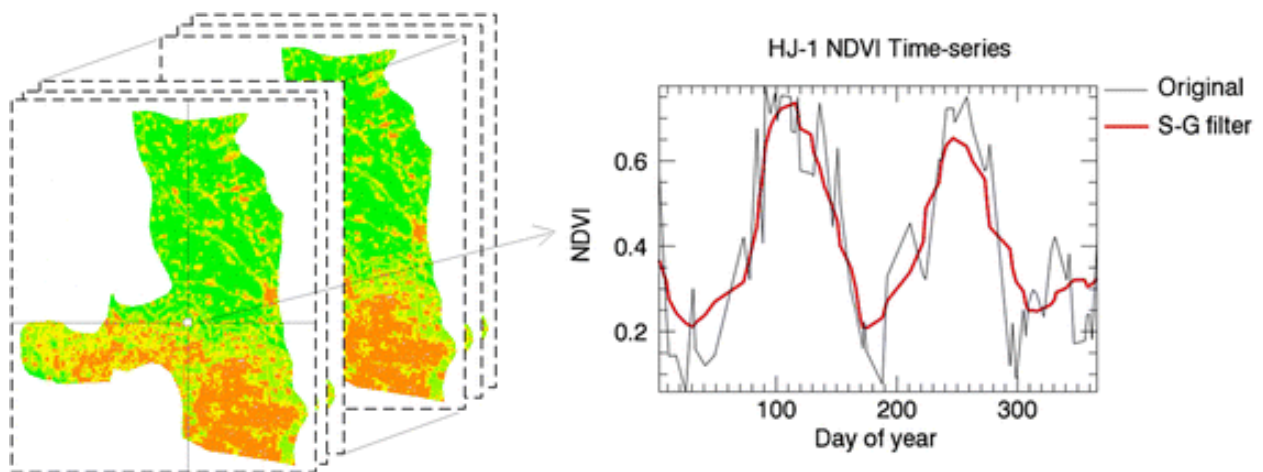 HJ-1 NDVI Time-series
Original
S-G filter
0.6
0.4
0.2
NDVI
100
200
300
Day of year